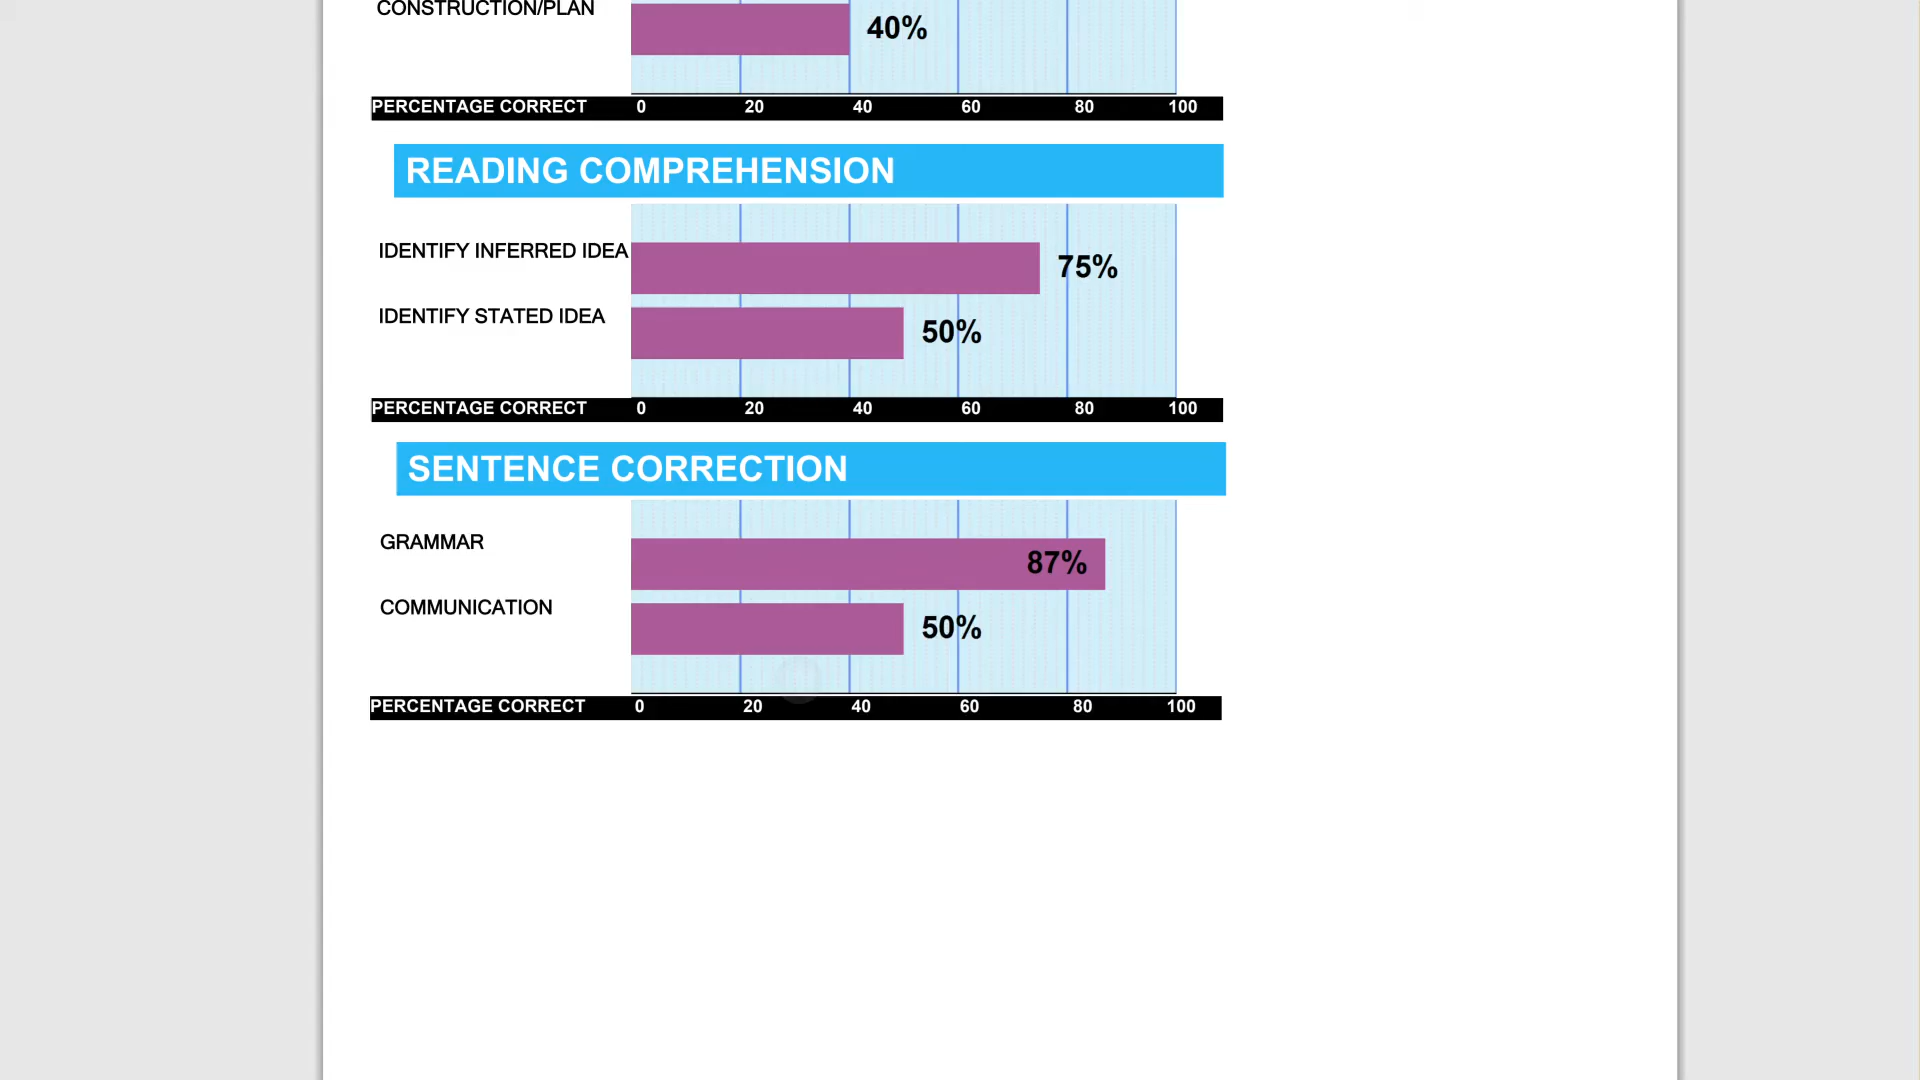 CONSTRUCTION/PLAN
40%
PERCENTAGE CORRECT 0 20 40 60 80 100
READING COMPREHENSION
IDENTIFY INFERRED IDEA 75%
IDENTIFY STATED IDEA 50%
PERCENTAGE CORRECT 0 20 40 60 80 100
SENTENCE CORRECTION
GRAMMAR 87%
COMMUNICATION 50%
PERCENTAGE CORRECT 0 20 40 60 80 100